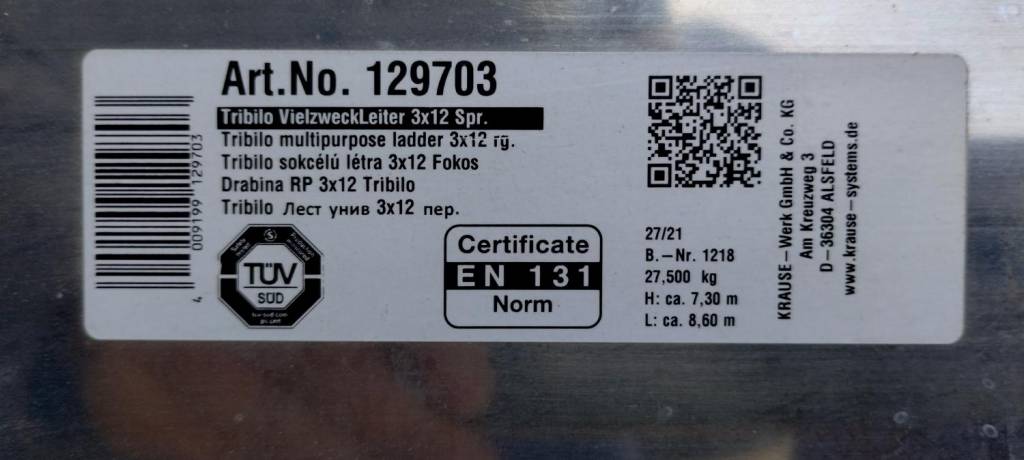 Art.No. 129703
Tribilo VielzweckLeiter 3x12 Spr.
Tribilo multipurpose ladder 3x12 rg.
Tribilo sokcélú létra 3x12 Fokos
Drabina RP 3x12 Tribilo
Tribilo Лест унив 3x12 пер.
4 009199 129703
TÜV
SÜD
Certificate
EN 131
Norm
27/21
B.-Nr. 1218
27,500 kg
H: ca. 7,30 m
L: ca. 8,60 m
KRAUSE-Werk GmbH & Co. KG
Am Kreuzweg 3
D-36304 ALSFELD
www.krause-systems.de